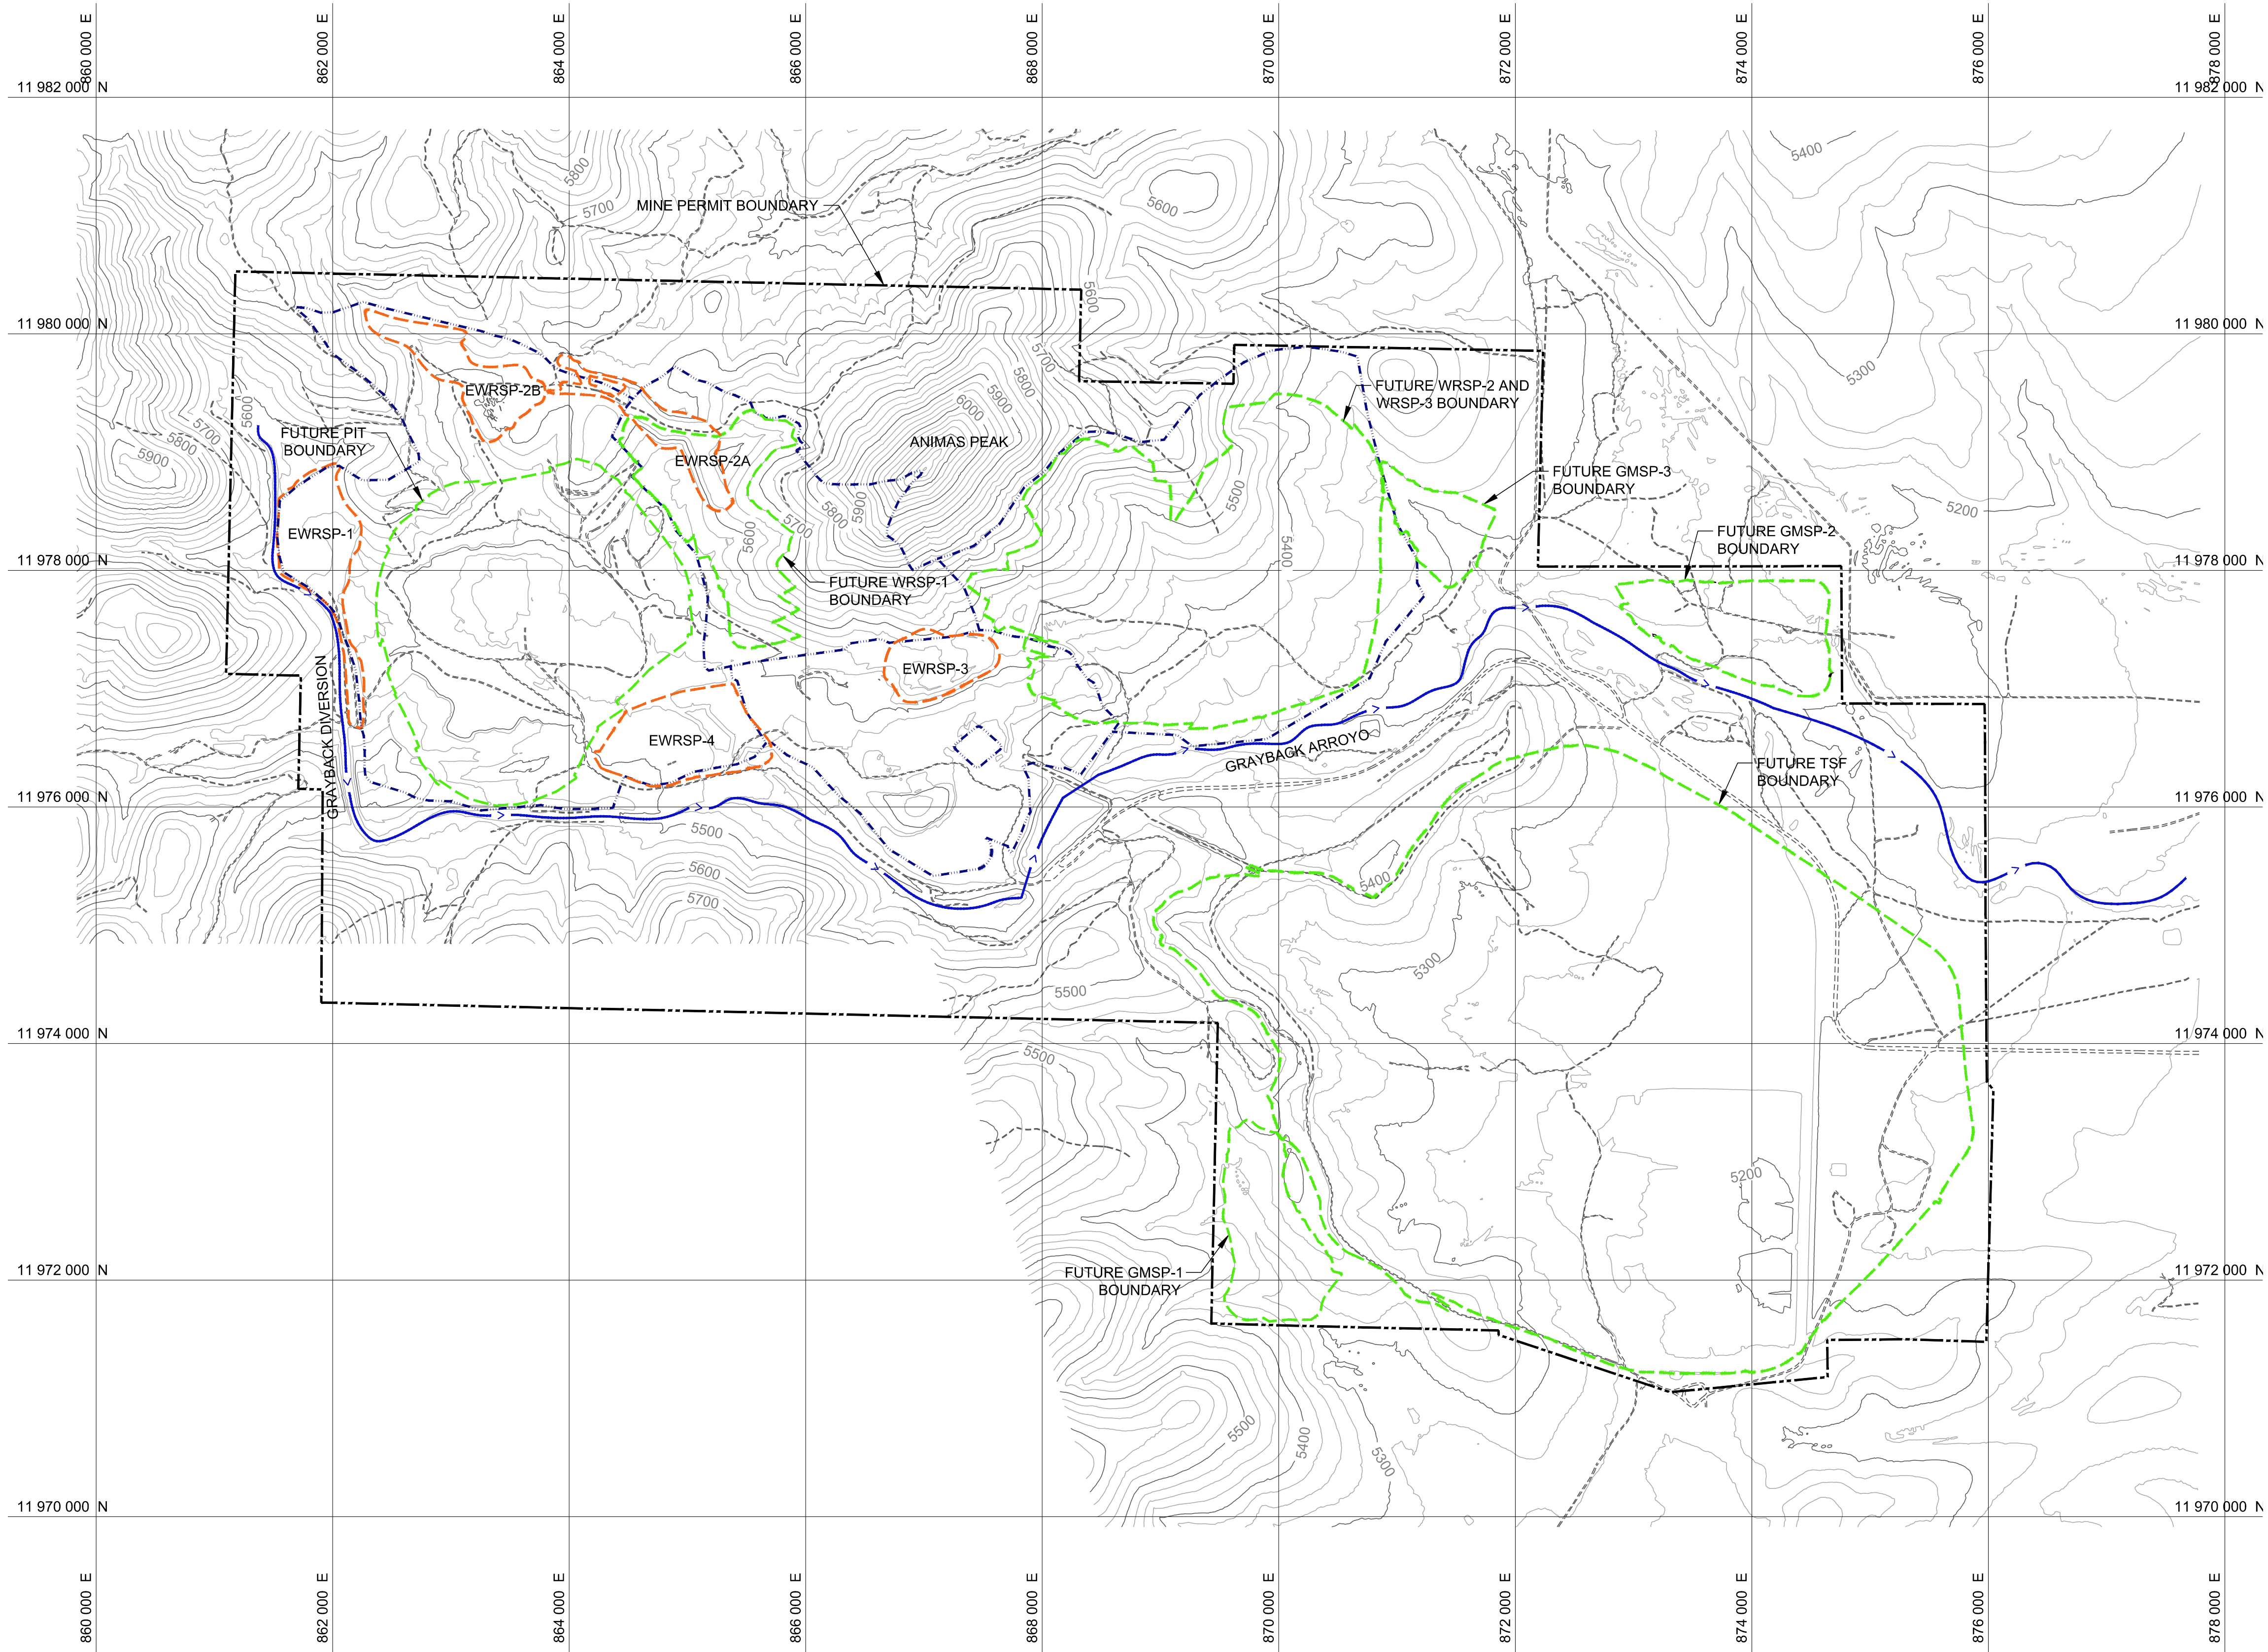 860 000 E
862 000 E
864 000 E
866 000 E
868 000 E
870 000 E
872 000 E
874 000 E
876 000 E
878 000 E
11 982 000 N
11 982 000 N
5400
5800
5700
MINE PERMIT BOUNDARY
5600
5600
11 980 000 N
11 980 000 N
5700
5800
5900
6000
5300
EWRSP-2B
FUTURE WRSP-2 AND
WRSP-3 BOUNDARY
5600
5700
5800
5900
FUTURE PIT
BOUNDARY
ANIMAS PEAK
EWRSP-2A
5500
FUTURE GMSP-3
BOUNDARY
5900
5800
5700
5600
5200
EWRSP-1
FUTURE GMSP-2
BOUNDARY
5400
11 978 000 N
11 978 000 N
FUTURE WRSP-1
BOUNDARY
EWRSP-3
GRAYBACK DIVERSION
EWRSP-4
GRAYBACK ARROYO
FUTURE TSF
BOUNDARY
11 976 000 N
11 976 000 N
5500
5600
5700
5400
5300
5500
11 974 000 N
11 974 000 N
5500
5200
FUTURE GMSP-1
BOUNDARY
11 972 000 N
11 972 000 N
5500
5400
5300
11 970 000 N
11 970 000 N
860 000 E
862 000 E
864 000 E
866 000 E
868 000 E
870 000 E
872 000 E
874 000 E
876 000 E
878 000 E